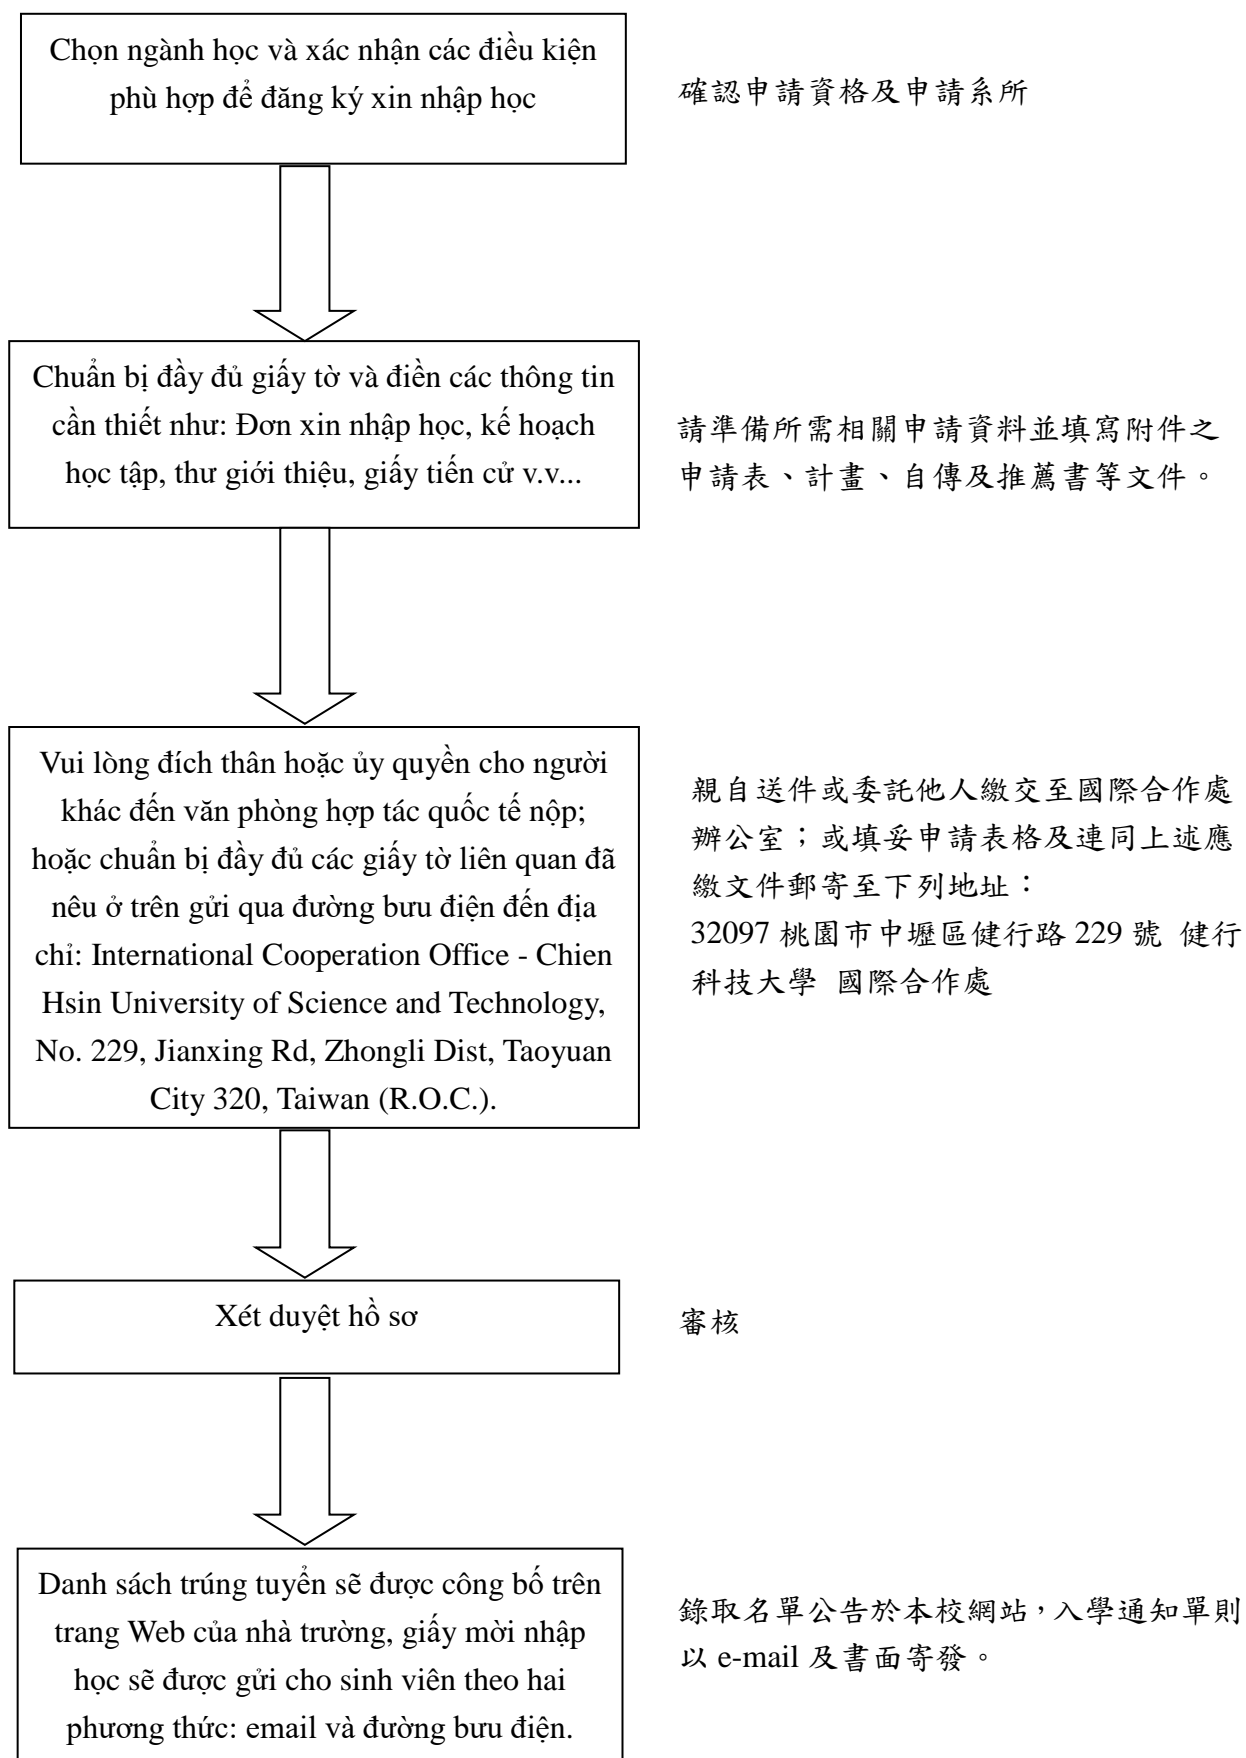 Chọn ngành học và xác nhận các điều kiện
phù hợp để đăng ký xin nhập học
確認申請資格及申請系所
Chuẩn bị đầy đủ giấy tờ và điền các thông tin
cần thiết như: Đơn xin nhập học, kế hoạch
học tập, thư giới thiệu, giấy tiến cử v.v...
請準備所需相關申請資料並填寫附件之
申請表、計畫、自傳及推薦書等文件。
Vui lòng đích thân hoặc ủy quyền cho người
khác đến văn phòng hợp tác quốc tế nộp;
hoặc chuẩn bị đầy đủ các giấy tờ liên quan đã
nêu ở trên gửi qua đường bưu điện đến địa
chỉ: International Cooperation Office - Chien
Hsin University of Science and Technology,
No. 229, Jianxing Rd, Zhongli Dist, Taoyuan
City 320, Taiwan (R.O.C.).
親自送件或委託他人繳交至國際合作處
辦公室；或填妥申請表格及連同上述應
繳文件郵寄至下列地址：
32097 桃園市中壢區健行路 229 號 健行
科技大學 國際合作處
Xét duyệt hồ sơ
審核
Danh sách trúng tuyển sẽ được công bố trên
trang Web của nhà trường, giấy mời nhập
học sẽ được gửi cho sinh viên theo hai
phương thức: email và đường bưu điện.
錄取名單公告於本校網站，入學通知單則
以 e-mail 及書面寄發。